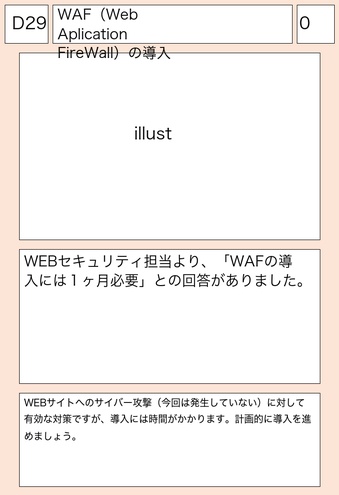 D29
WAF（Web
Aplication
FireWall）の導入
0
illust
WEBセキュリティ担当より、「WAFの導
入には１ヶ月必要」との回答がありました。
WEBサイトへのサイバー攻撃（今回は発生していない）に対して
有効な対策ですが、導入には時間がかかります。計画的に導入を進
めましょう。